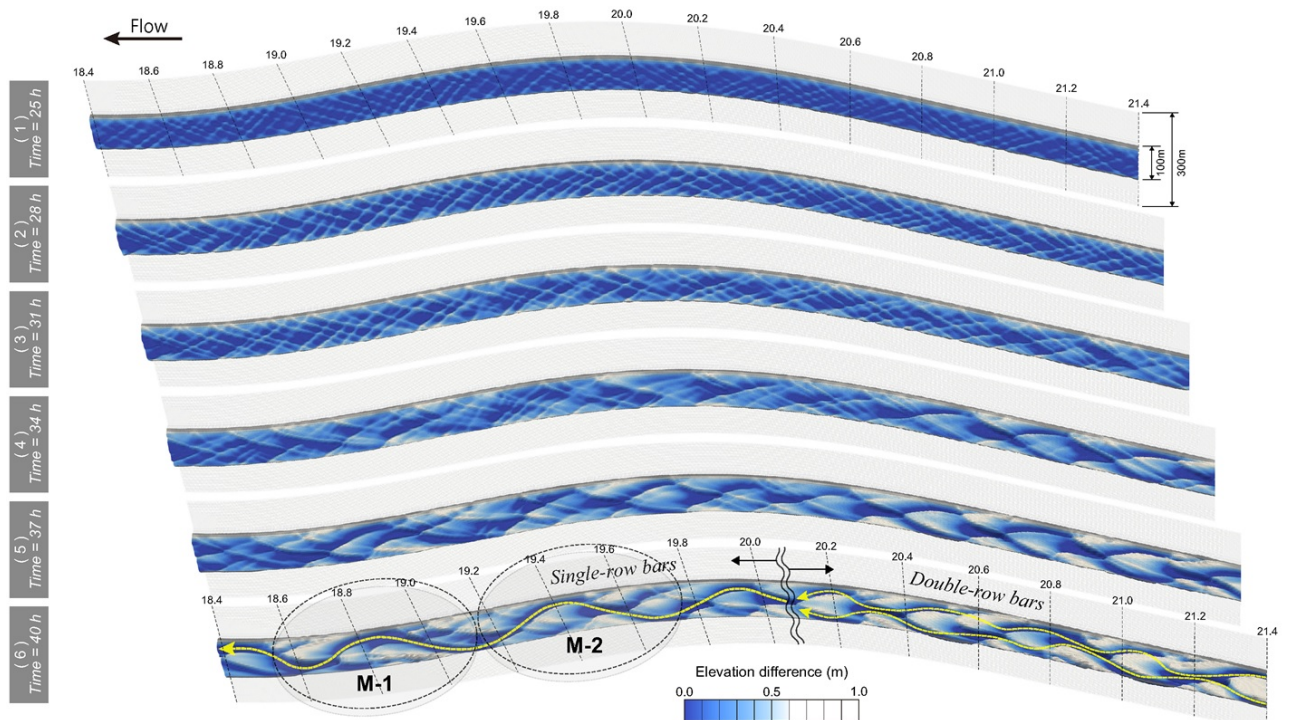 Flow
18.4
18.6
18.8
19.0
19.2
19.4
19.6
19.8
20.0
20.2
20.4
20.6
20.8
21.0
21.2
21.4
100m
300m
(1)
Time = 25 h
(2)
Time = 28 h
(3)
Time = 31 h
(4)
Time = 34 h
(5)
Time = 37 h
(6)
Time = 40 h
18.4
18.6
18.8
19.0
19.2
19.4
19.6
19.8
20.0
20.2
20.4
20.6
20.8
21.0
21.2
21.4
Single-row bars
Double-row bars
M-1
M-2
Elevation difference (m)
0.0 0.5 1.0